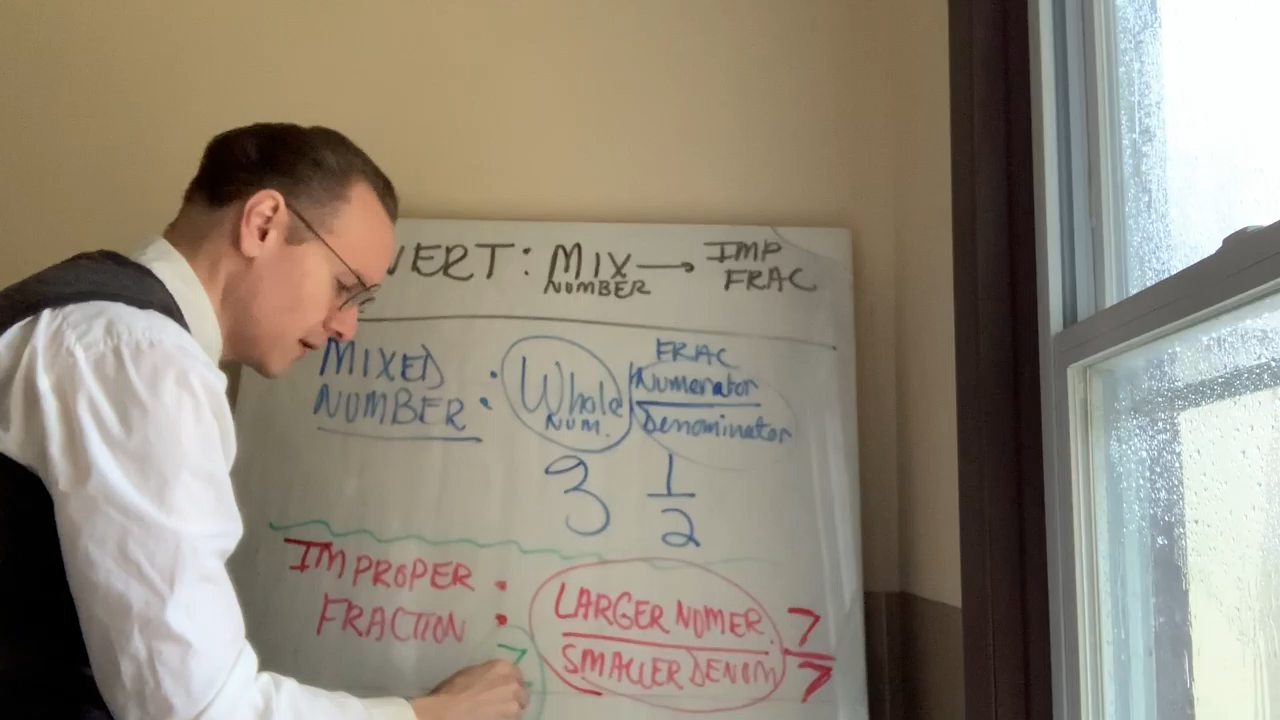 VERT: MIX → IMP
NUMBER FRAC
MIXED
NUMBER :
Whole
NUM.
FRAC
Numerator
Denominator
3 1
2
IMPROPER :
FRACTION
LARGER NUMER.
SMALLER DENOM
7
7
7